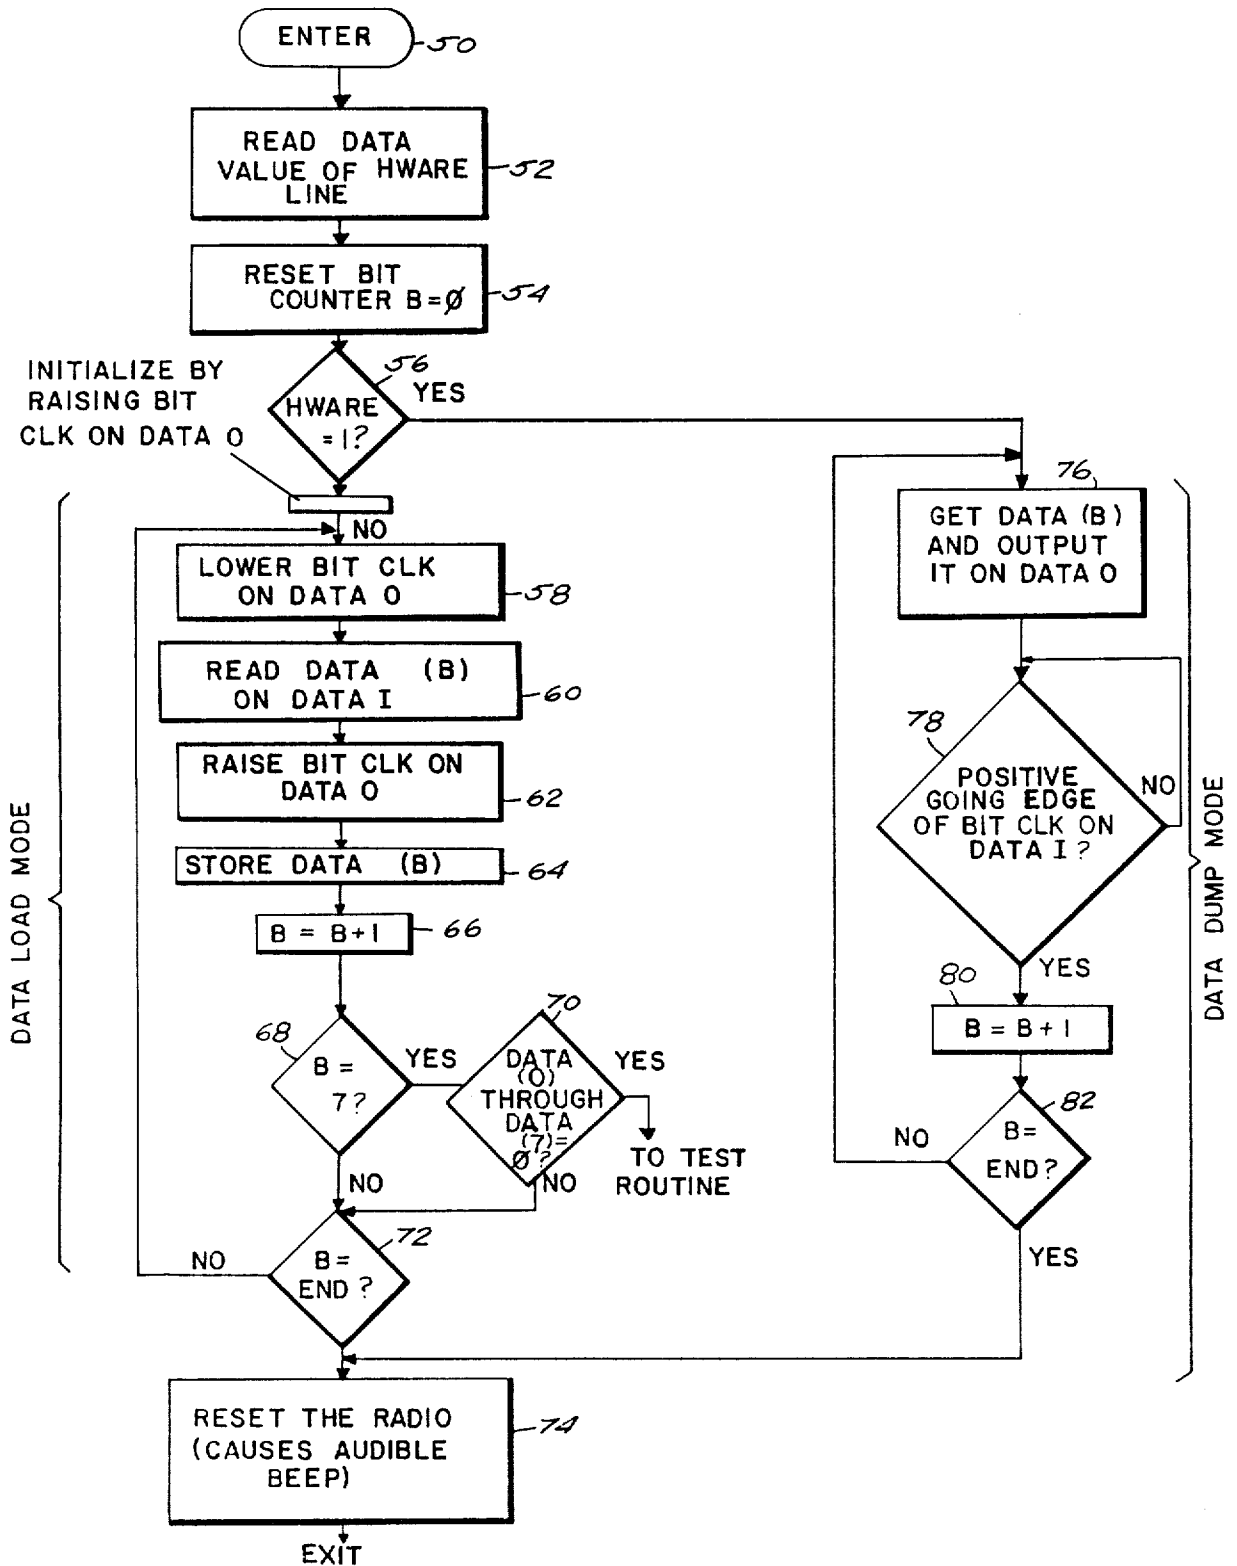 ENTER
50
READ DATA
VALUE OF HWARE
LINE
52
RESET BIT
COUNTER B=Ø
54
INITIALIZE BY
RAISING BIT
CLK ON DATA O
56
HWARE
= 1?
YES
NO
LOWER BIT CLK
ON DATA O
58
READ DATA (B)
ON DATA I
60
RAISE BIT CLK ON
DATA O
62
STORE DATA (B)
64
B = B+1
66
68
B =
7?
YES
NO
70
DATA
(0)
THROUGH
DATA
(7)=
Ø?
YES
TO TEST
ROUTINE
NO
72
B =
END?
NO
DATA LOAD MODE
76
GET DATA (B)
AND OUTPUT
IT ON DATA O
78
POSITIVE
GOING EDGE
OF BIT CLK ON
DATA I?
NO
YES
80
B = B + 1
82
B =
END?
NO
YES
DATA DUMP MODE
RESET THE RADIO
(CAUSES AUDIBLE
BEEP)
74
EXIT